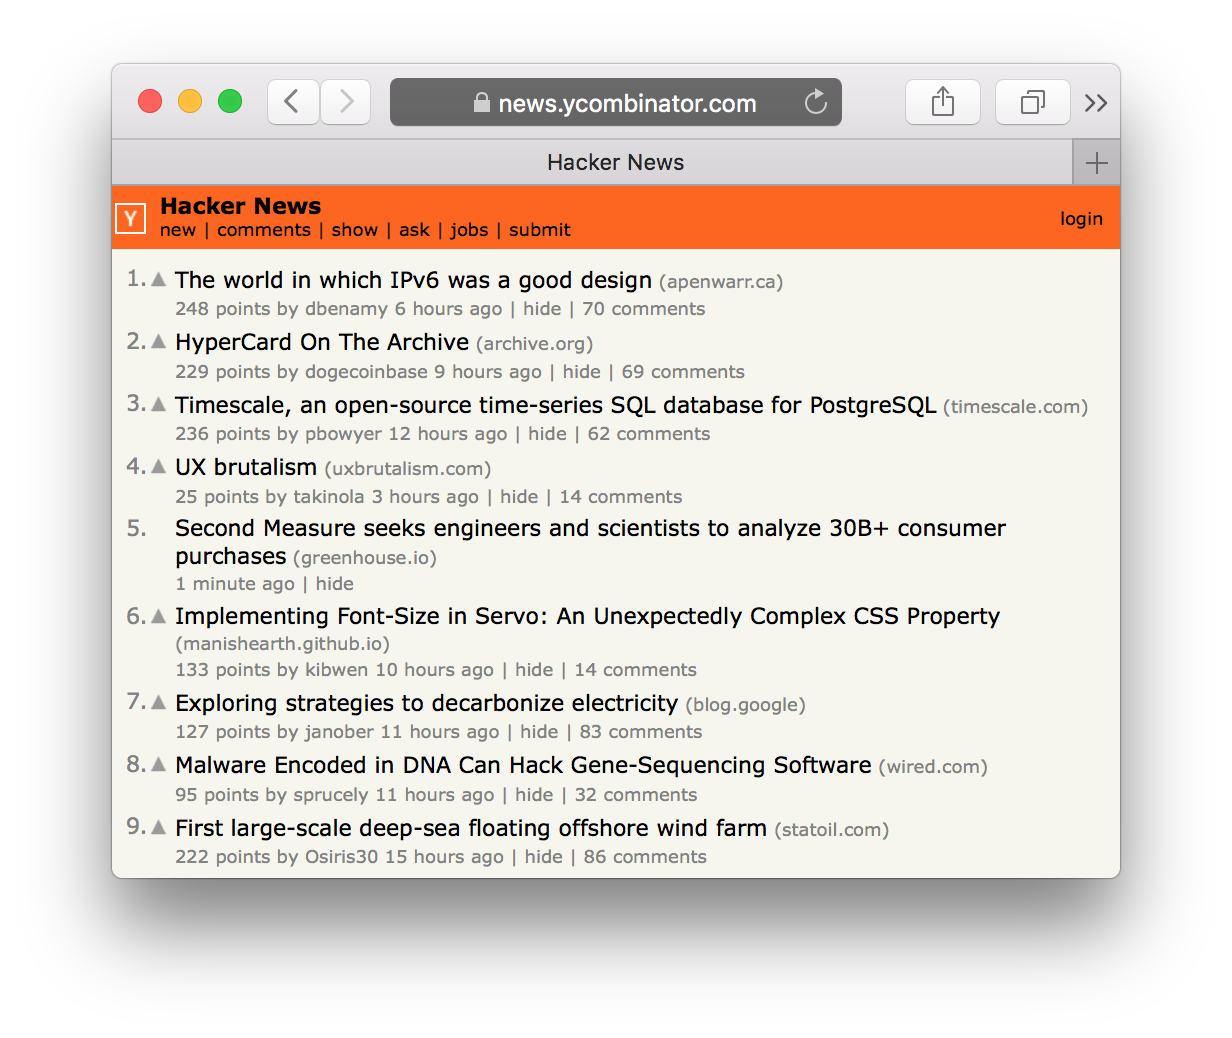 news.ycombinator.com
Hacker News
Y
Hacker News
new | comments | show | ask | jobs | submit
login
1. The world in which IPv6 was a good design (apenwarr.ca)
248 points by dbenamy 6 hours ago | hide | 70 comments
2. HyperCard On The Archive (archive.org)
229 points by dogecoinbase 9 hours ago | hide | 69 comments
3. Timescale, an open-source time-series SQL database for PostgreSQL (timescale.com)
236 points by pbowyer 12 hours ago | hide | 62 comments
4. UX brutalism (uxbrutalism.com)
25 points by takinola 3 hours ago | hide | 14 comments
5. Second Measure seeks engineers and scientists to analyze 30B+ consumer
purchases (greenhouse.io)
1 minute ago | hide
6. Implementing Font-Size in Servo: An Unexpectedly Complex CSS Property
(manishearth.github.io)
133 points by kibwen 10 hours ago | hide | 14 comments
7. Exploring strategies to decarbonize electricity (blog.google)
127 points by janober 11 hours ago | hide | 83 comments
8. Malware Encoded in DNA Can Hack Gene-Sequencing Software (wired.com)
95 points by sprucely 11 hours ago | hide | 32 comments
9. First large-scale deep-sea floating offshore wind farm (statoil.com)
222 points by Osiris30 15 hours ago | hide | 86 comments